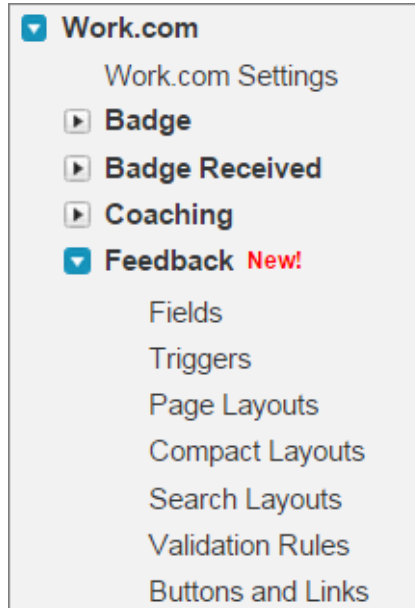 Work.com
Work.com Settings
Badge
Badge Received
Coaching
Feedback New!
Fields
Triggers
Page Layouts
Compact Layouts
Search Layouts
Validation Rules
Buttons and Links